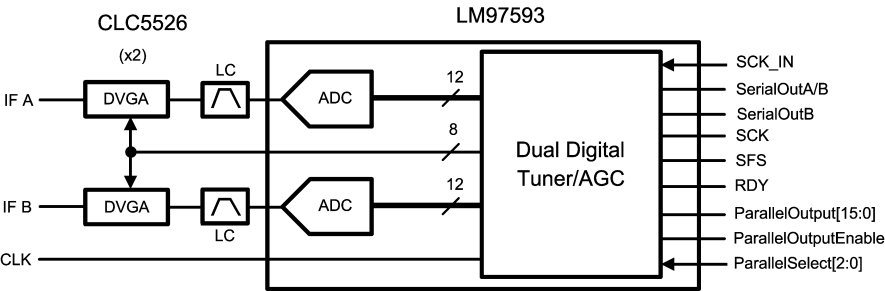 CLC5526
(x2)
LM97593
LC
IF A
DVGA
ADC
12
8
Dual Digital
Tuner/AGC
IF B
DVGA
LC
ADC
12
CLK
SCK_IN
SerialOutA/B
SerialOutB
SCK
SFS
RDY
ParallelOutput[15:0]
ParallelOutputEnable
ParallelSelect[2:0]